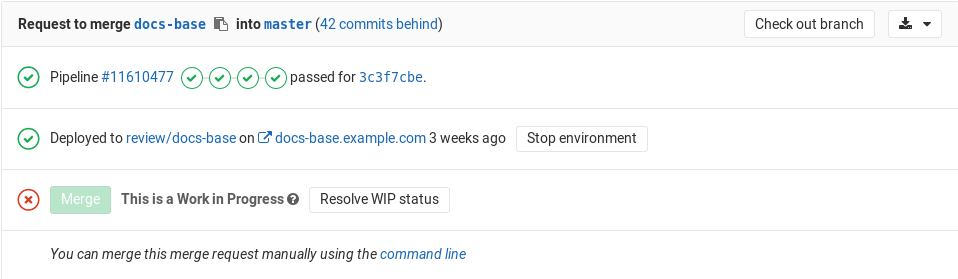 Request to merge docs-base into master (42 commits behind) Check out branch
Pipeline #11610477 passed for 3c3f7cbe.
Deployed to review/docs-base on docs-base.example.com 3 weeks ago Stop environment
Merge This is a Work in Progress Resolve WIP status
You can merge this merge request manually using the command line